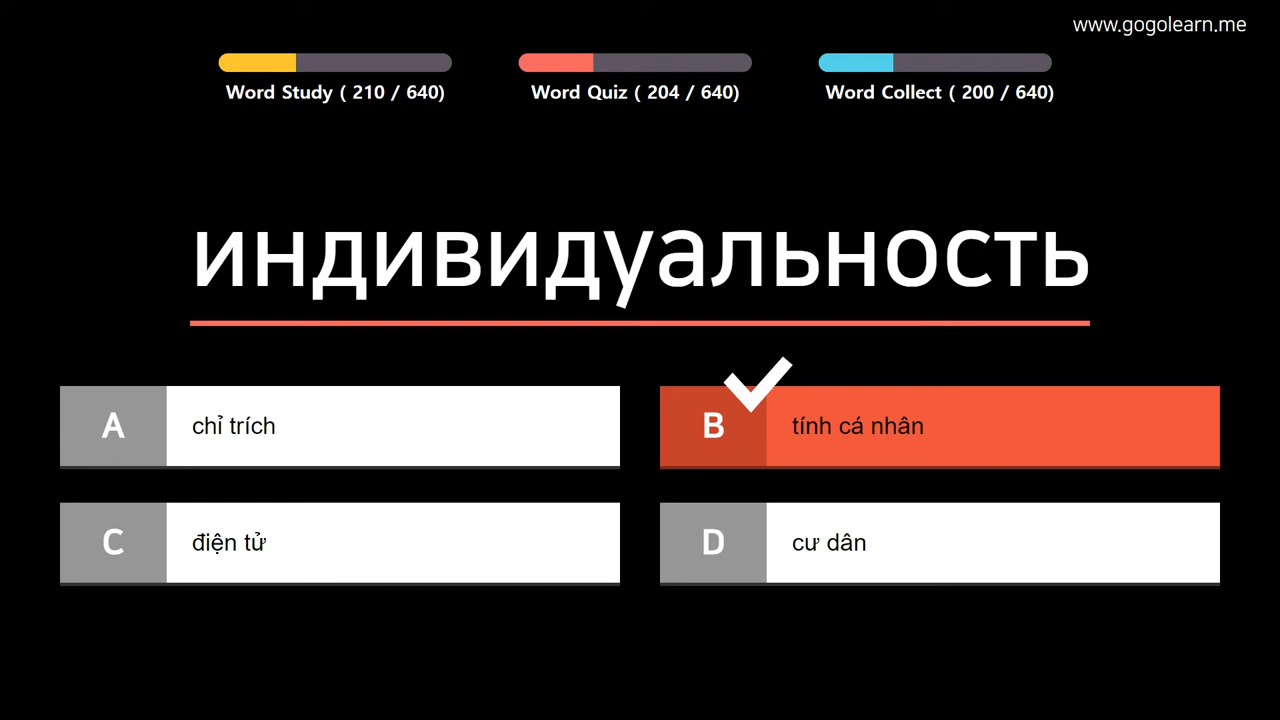 www.gogolearn.me
Word Study ( 210 / 640)
Word Quiz ( 204 / 640)
Word Collect ( 200 / 640)
индивидуальность
A chỉ trích
B tính cá nhân
C điện tử
D cư dân